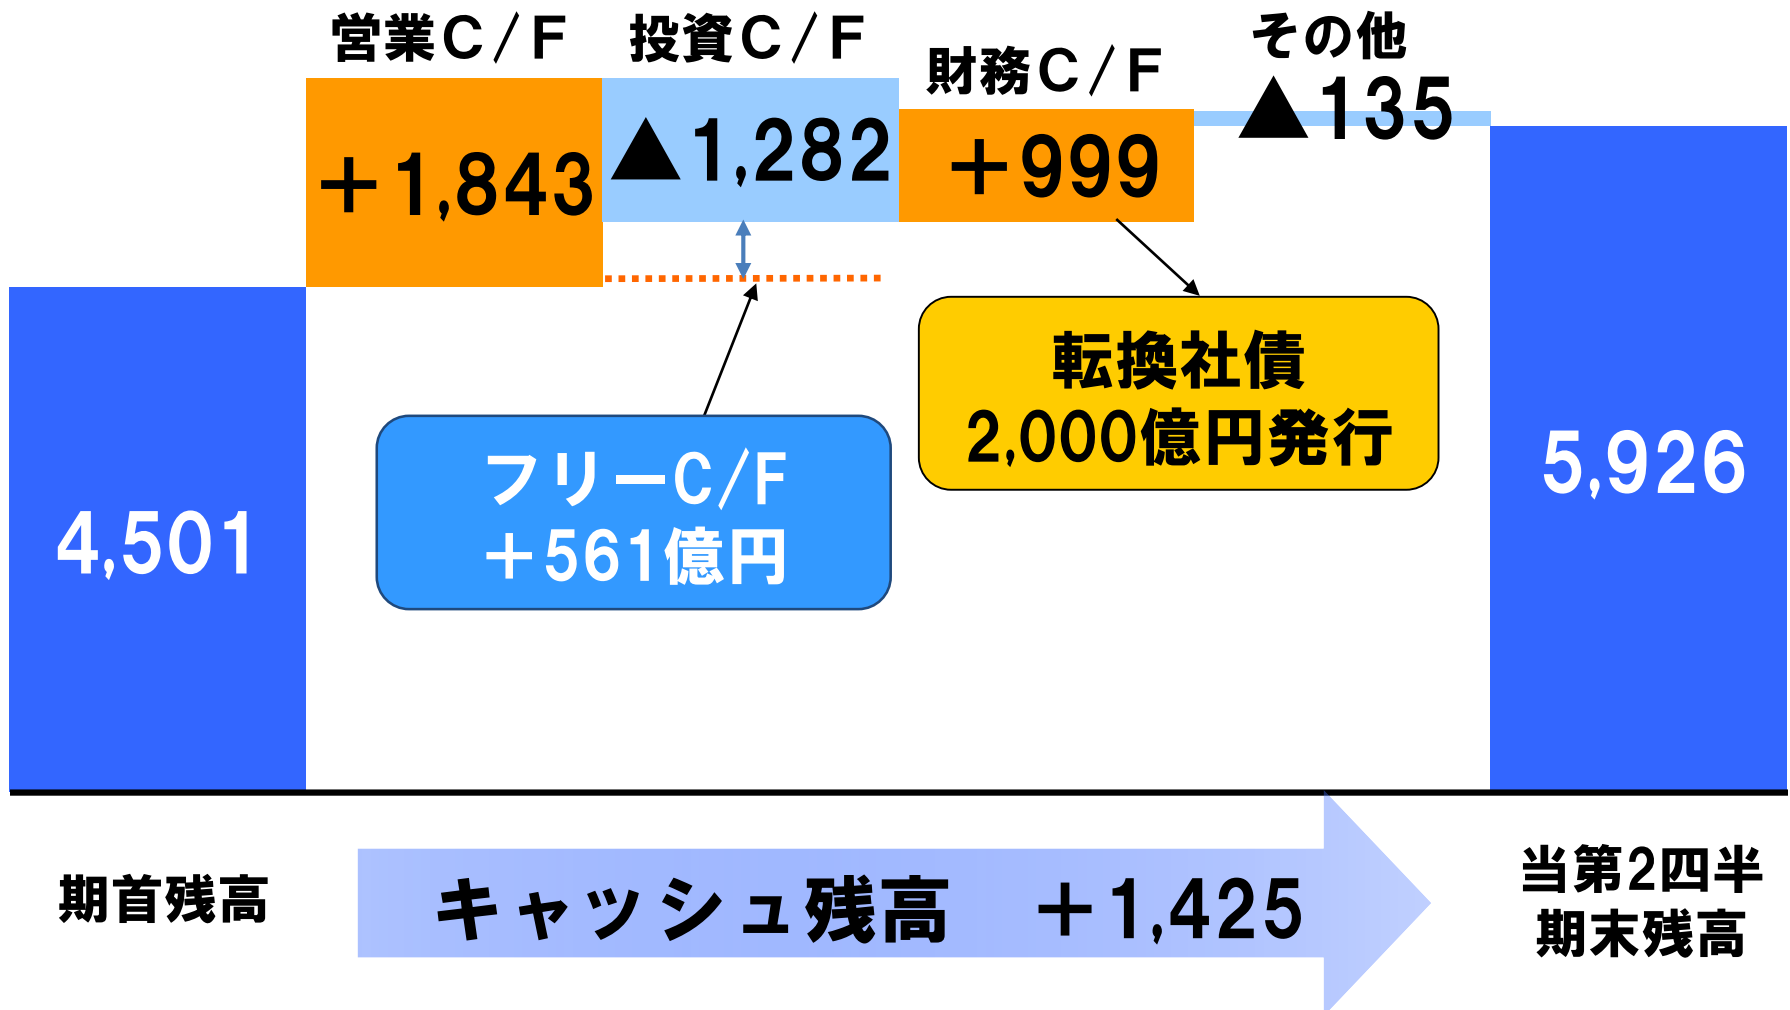 営業C/F
投資C/F
財務C/F
その他
+1,843
▲1,282
+999
▲135
転換社債
2,000億円発行
フリーC/F
+561億円
4,501
5,926
期首残高
キャッシュ残高 +1,425
当第2四半
期末残高